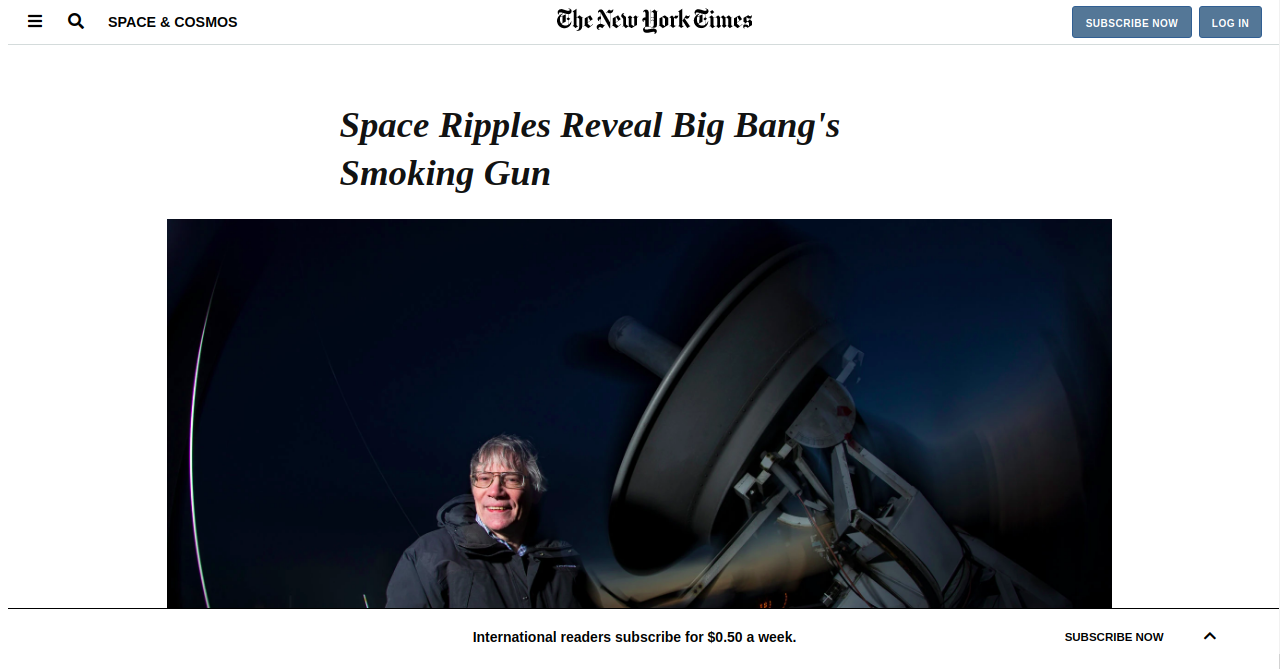 SPACE & COSMOS
The New York Times
SUBSCRIBE NOW
LOG IN
Space Ripples Reveal Big Bang's
Smoking Gun
International readers subscribe for $0.50 a week.
SUBSCRIBE NOW